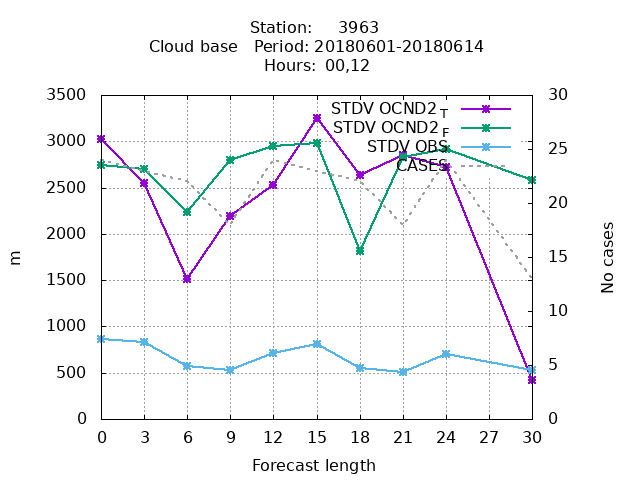 Station: 3963
Cloud base Period: 20180601-20180614
Hours: 00,12
3500 30
STDV OCND2 T
STDV OCND2 F
STDV OBS
CASES
3000
2500
2000
1500
1000
500
0
25
20
15
10
5
0
m
No cases
0 3 6 9 12 15 18 21 24 27 30
Forecast length